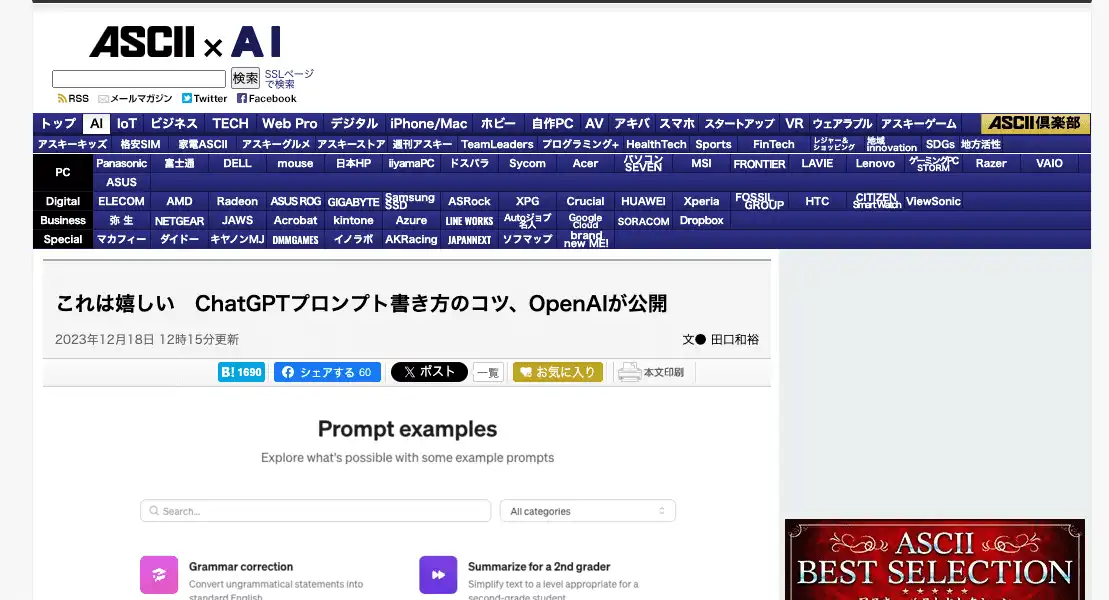 ASCII × AI
検索 SSLページで検索
RSS メールマガジン Twitter Facebook
トップ AI IoT ビジネス TECH Web Pro デジタル iPhone/Mac ホビー 自作PC AV アキバ スマホ スタートアップ VR ウェアラブル アスキーゲーム ASCII倶楽部
アスキーキッズ 格安SIM 家電ASCII アスキーグルメ アスキーストア 週刊アスキー TeamLeaders プログラミング+ HealthTech Sports FinTech レジャー&ショッピング 地域innovation SDGs 地方活性
PC Panasonic 富士通 DELL mouse 日本HP iiyamaPC ドスパラ Sycom Acer パソコンSEVEN MSI FRONTIER LAVIE Lenovo ゲーミングPC STORM Razer VAIO
ASUS
Digital ELECOM AMD Radeon ASUS ROG GIGABYTE Samsung SSD ASRock XPG Crucial HUAWEI Xperia FOSSIL GROUP HTC CITIZEN SmartWatch ViewSonic
Business 弥生 NETGEAR JAWS Acrobat kintone Azure LINE WORKS Autoジョブ名人 Google Cloud SORACOM Dropbox
Special マカフィー ダイドー キヤノンMJ DMMGAMES イノラボ AKRacing JAPANNEXT ソフマップ brand new ME!
これは嬉しい ChatGPTプロンプト書き方のコツ、OpenAIが公開
2023年12月18日 12時15分更新
文● 田口和裕
B! 1690 シェアする 60 ポスト 一覧 お気に入り 本文印刷
Prompt examples
Explore what's possible with some example prompts
Search... All categories
Grammar correction
Convert ungrammatical statements into
standard English.
Summarize for a 2nd grader
Simplify text to a level appropriate for a
second-grade student.
ASCII
BEST SELECTION